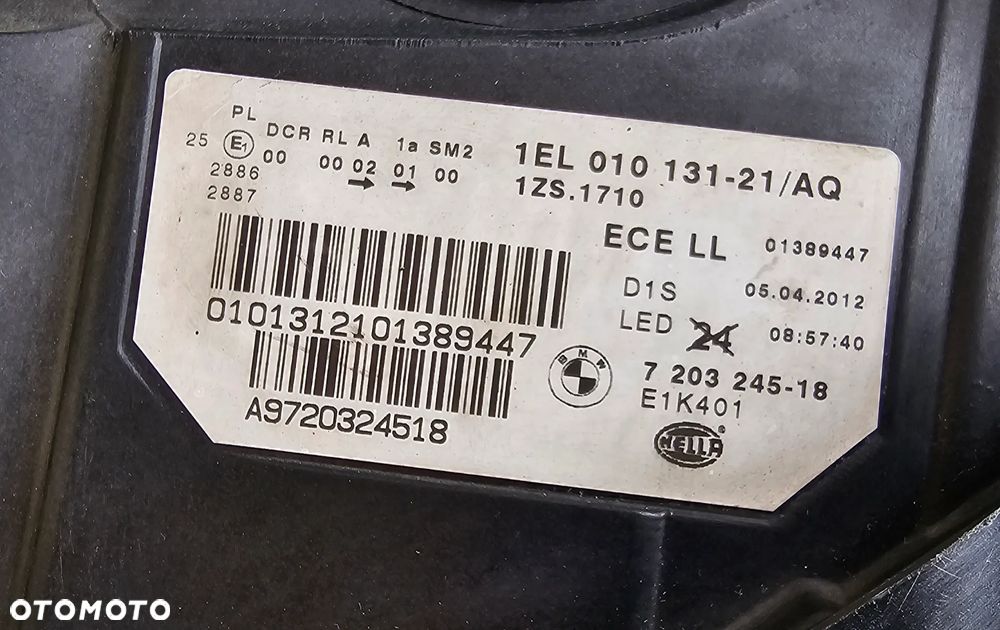 PL DCR RL A 1a SM2
25 E1 00 00 02 01 00
2886
2887
1EL 010 131-21/AQ
1ZS.1710
ECE LL 01389447
D1S 05.04.2012
LED 24 08:57:40
0101312101389447
BMW 7 203 245-18
E1K401
A9720324518
HELLA ®
OTOMOTO